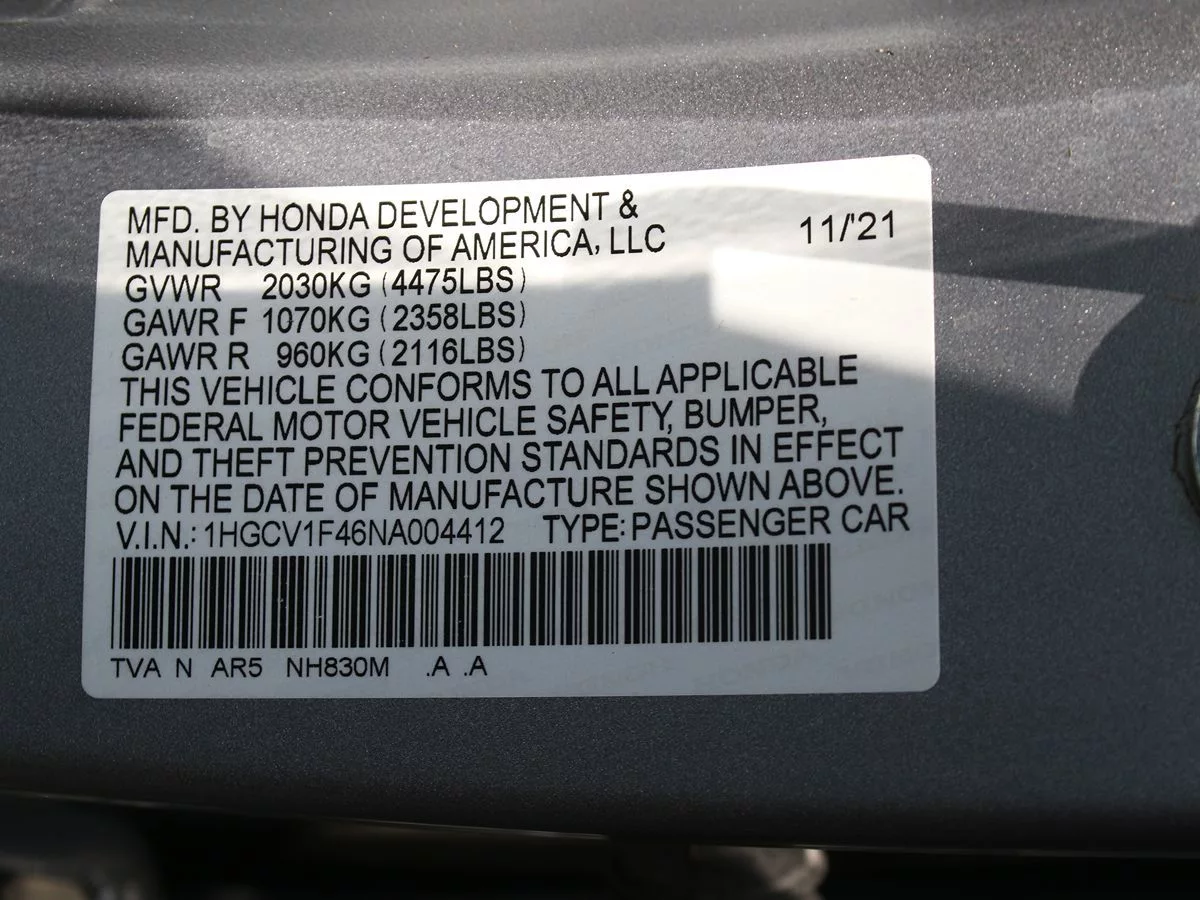 MFD. BY HONDA DEVELOPMENT &
MANUFACTURING OF AMERICA, LLC
11/'21
GVWR 2030KG (4475LBS)
GAWR F 1070KG (2358LBS)
GAWR R 960KG (2116LBS)
THIS VEHICLE CONFORMS TO ALL APPLICABLE
FEDERAL MOTOR VEHICLE SAFETY, BUMPER,
AND THEFT PREVENTION STANDARDS IN EFFECT
ON THE DATE OF MANUFACTURE SHOWN ABOVE.
V.I.N.: 1HGCV1F46NA004412 TYPE: PASSENGER CAR
TVA N AR5 NH830M .A .A